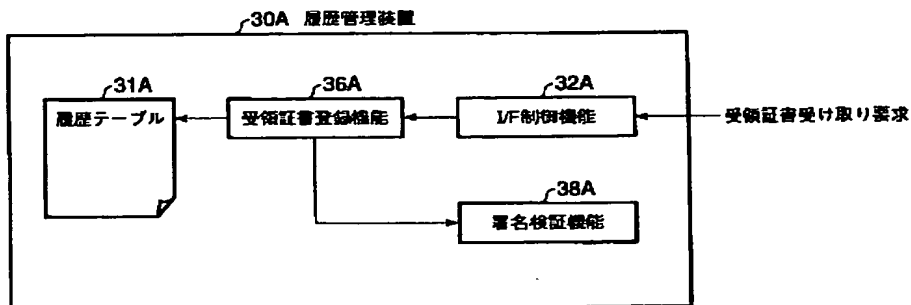 30A 履歴管理装置
31A
36A
32A
履歴テーブル
受領証書登録機能
I/F制御機能
受領証書受け取り要求
38A
署名検証機能